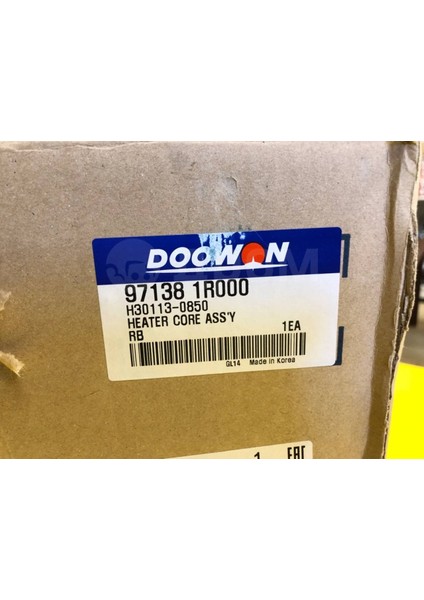 DOOWON
97138 1R000
H30113-0850
HEATER CORE ASS'Y
RB 1EA
GL14 Made in Korea
1 EAC